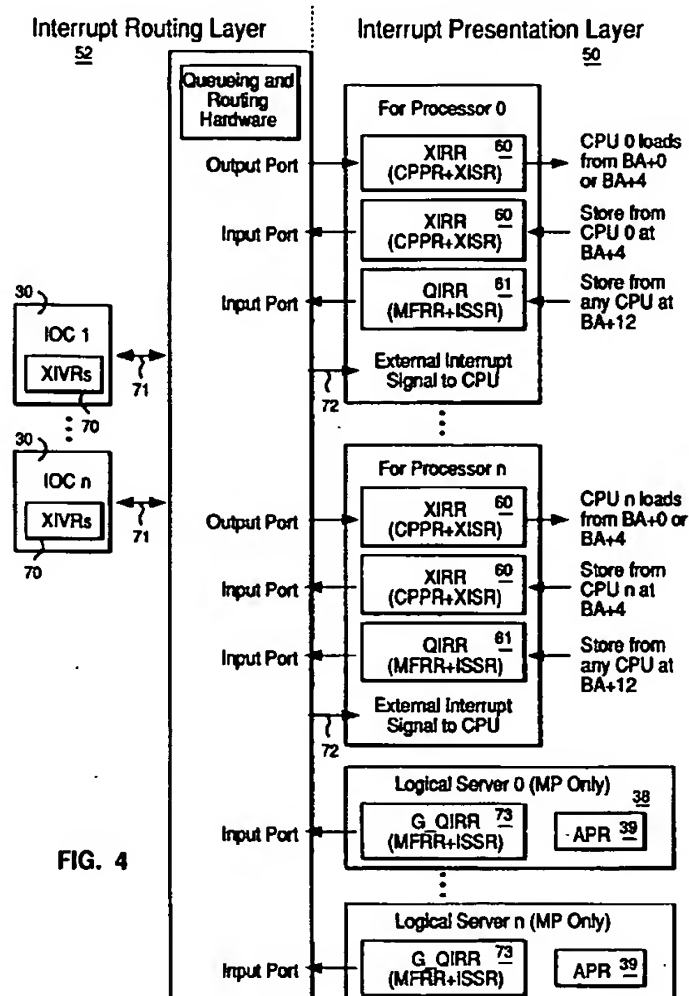 Interrupt Routing Layer
52
Interrupt Presentation Layer
50
Queueing and
Routing
Hardware
For Processor 0
Output Port
XIRR 60
(CPPR+XISR)
CPU 0 loads
from BA+0
or BA+4
Input Port
XIRR 60
(CPPR+XISR)
Store from
CPU 0 at
BA+4
Input Port
QIRR 61
(MFRR+ISSR)
Store from
any CPU at
BA+12
External Interrupt
Signal to CPU
72
30
IOC 1
XIVRs
70
71
30
IOC n
XIVRs
70
71
For Processor n
Output Port
XIRR 60
(CPPR+XISR)
CPU n loads
from BA+0 or
BA+4
Input Port
XIRR 60
(CPPR+XISR)
Store from
CPU n at
BA+4
Input Port
QIRR 61
(MFRR+ISSR)
Store from
any CPU at
BA+12
External Interrupt
Signal to CPU
72
Logical Server 0 (MP Only)
38
Input Port
G_QIRR 73
(MFRR+ISSR)
APR 39
FIG. 4
Logical Server n (MP Only)
Input Port
G_QIRR 73
(MFRR+ISSR)
APR 39